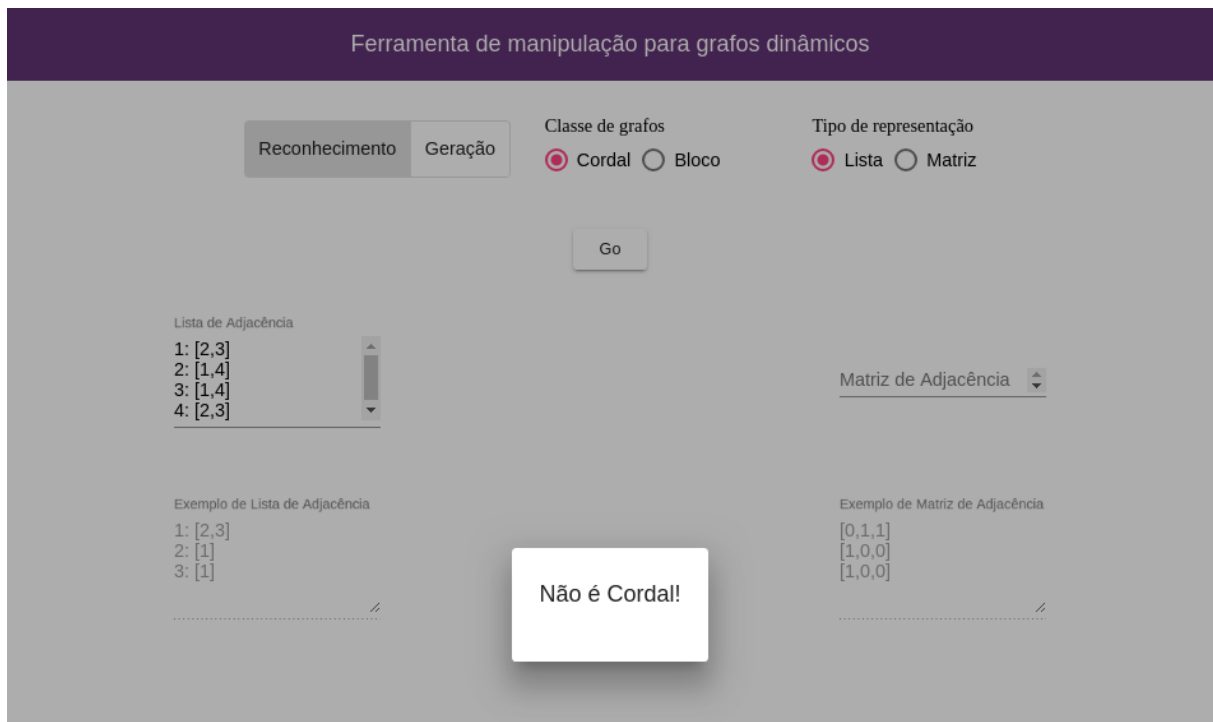 Ferramenta de manipulação para grafos dinâmicos
Reconhecimento Geração
Classe de grafos
Cordal Bloco
Tipo de representação
Lista Matriz
Go
Lista de Adjacência
1: [2,3]
2: [1,4]
3: [1,4]
4: [2,3]
Matriz de Adjacência
Exemplo de Lista de Adjacência
1: [2,3]
2: [1]
3: [1]
Exemplo de Matriz de Adjacência
[0,1,1]
[1,0,0]
[1,0,0]
Não é Cordal!